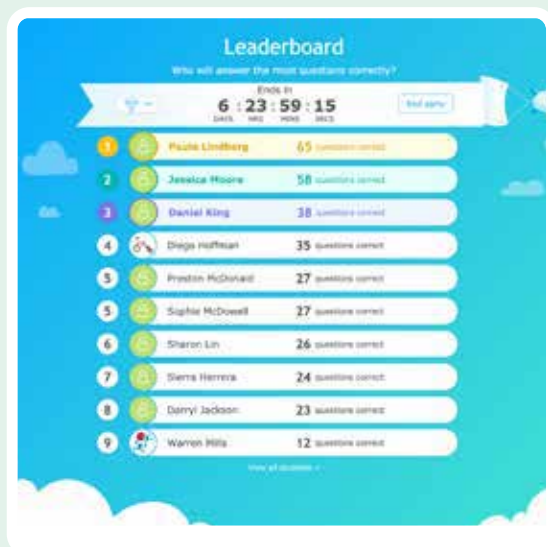 Leaderboard
Who will answer the most questions correctly?
Ends in
6 : 23 : 59 : 15
DAYS HRS MINS SECS
End early
1 Paula Lindberg 65 questions correct
2 Jessica Moore 58 questions correct
3 Daniel King 38 questions correct
4 Diego Hoffman 35 questions correct
5 Preston McDonald 27 questions correct
5 Sophie McDowell 27 questions correct
6 Sharon Lin 26 questions correct
7 Sierra Herrera 24 questions correct
8 Darryl Jackson 23 questions correct
9 Warren Mills 12 questions correct
View all students